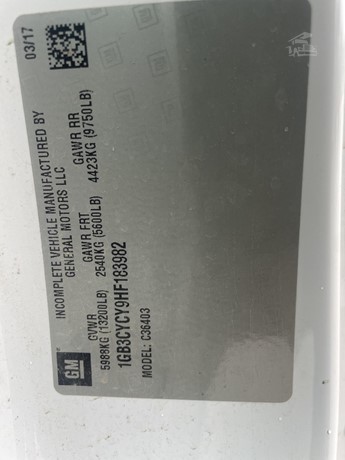 03/17
INCOMPLETE VEHICLE MANUFACTURED BY
GENERAL MOTORS LLC
GVWR GAWR FRT GAWR RR
5988KG (13200LB) 2540KG (5600LB) 4423KG (9750LB)
1GB3CYCY9HF183982
MODEL: C36403
GM